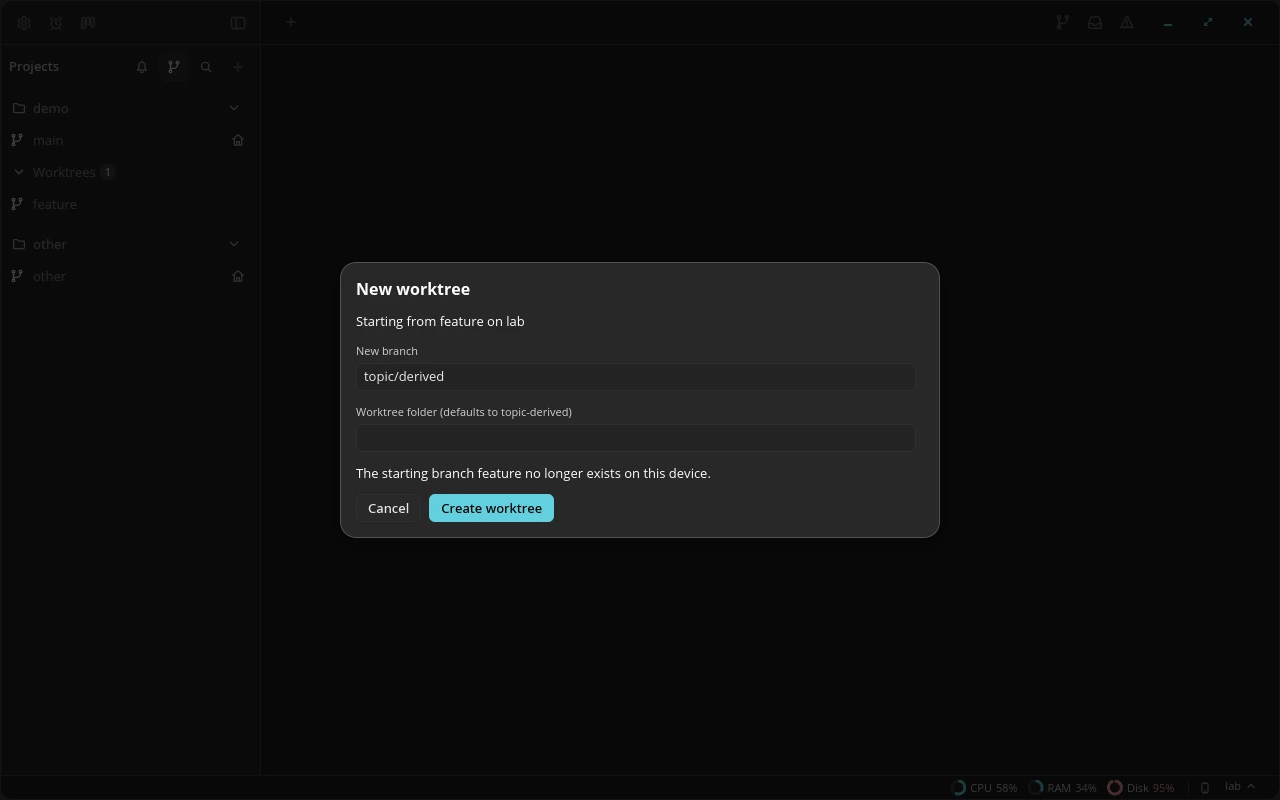 Projects
demo
main
Worktrees 1
feature
other
other
New worktree
Starting from feature on lab
New branch
topic/derived
Worktree folder (defaults to topic-derived)
The starting branch feature no longer exists on this device.
Cancel
Create worktree
CPU 58%
RAM 34%
Disk 95%
lab